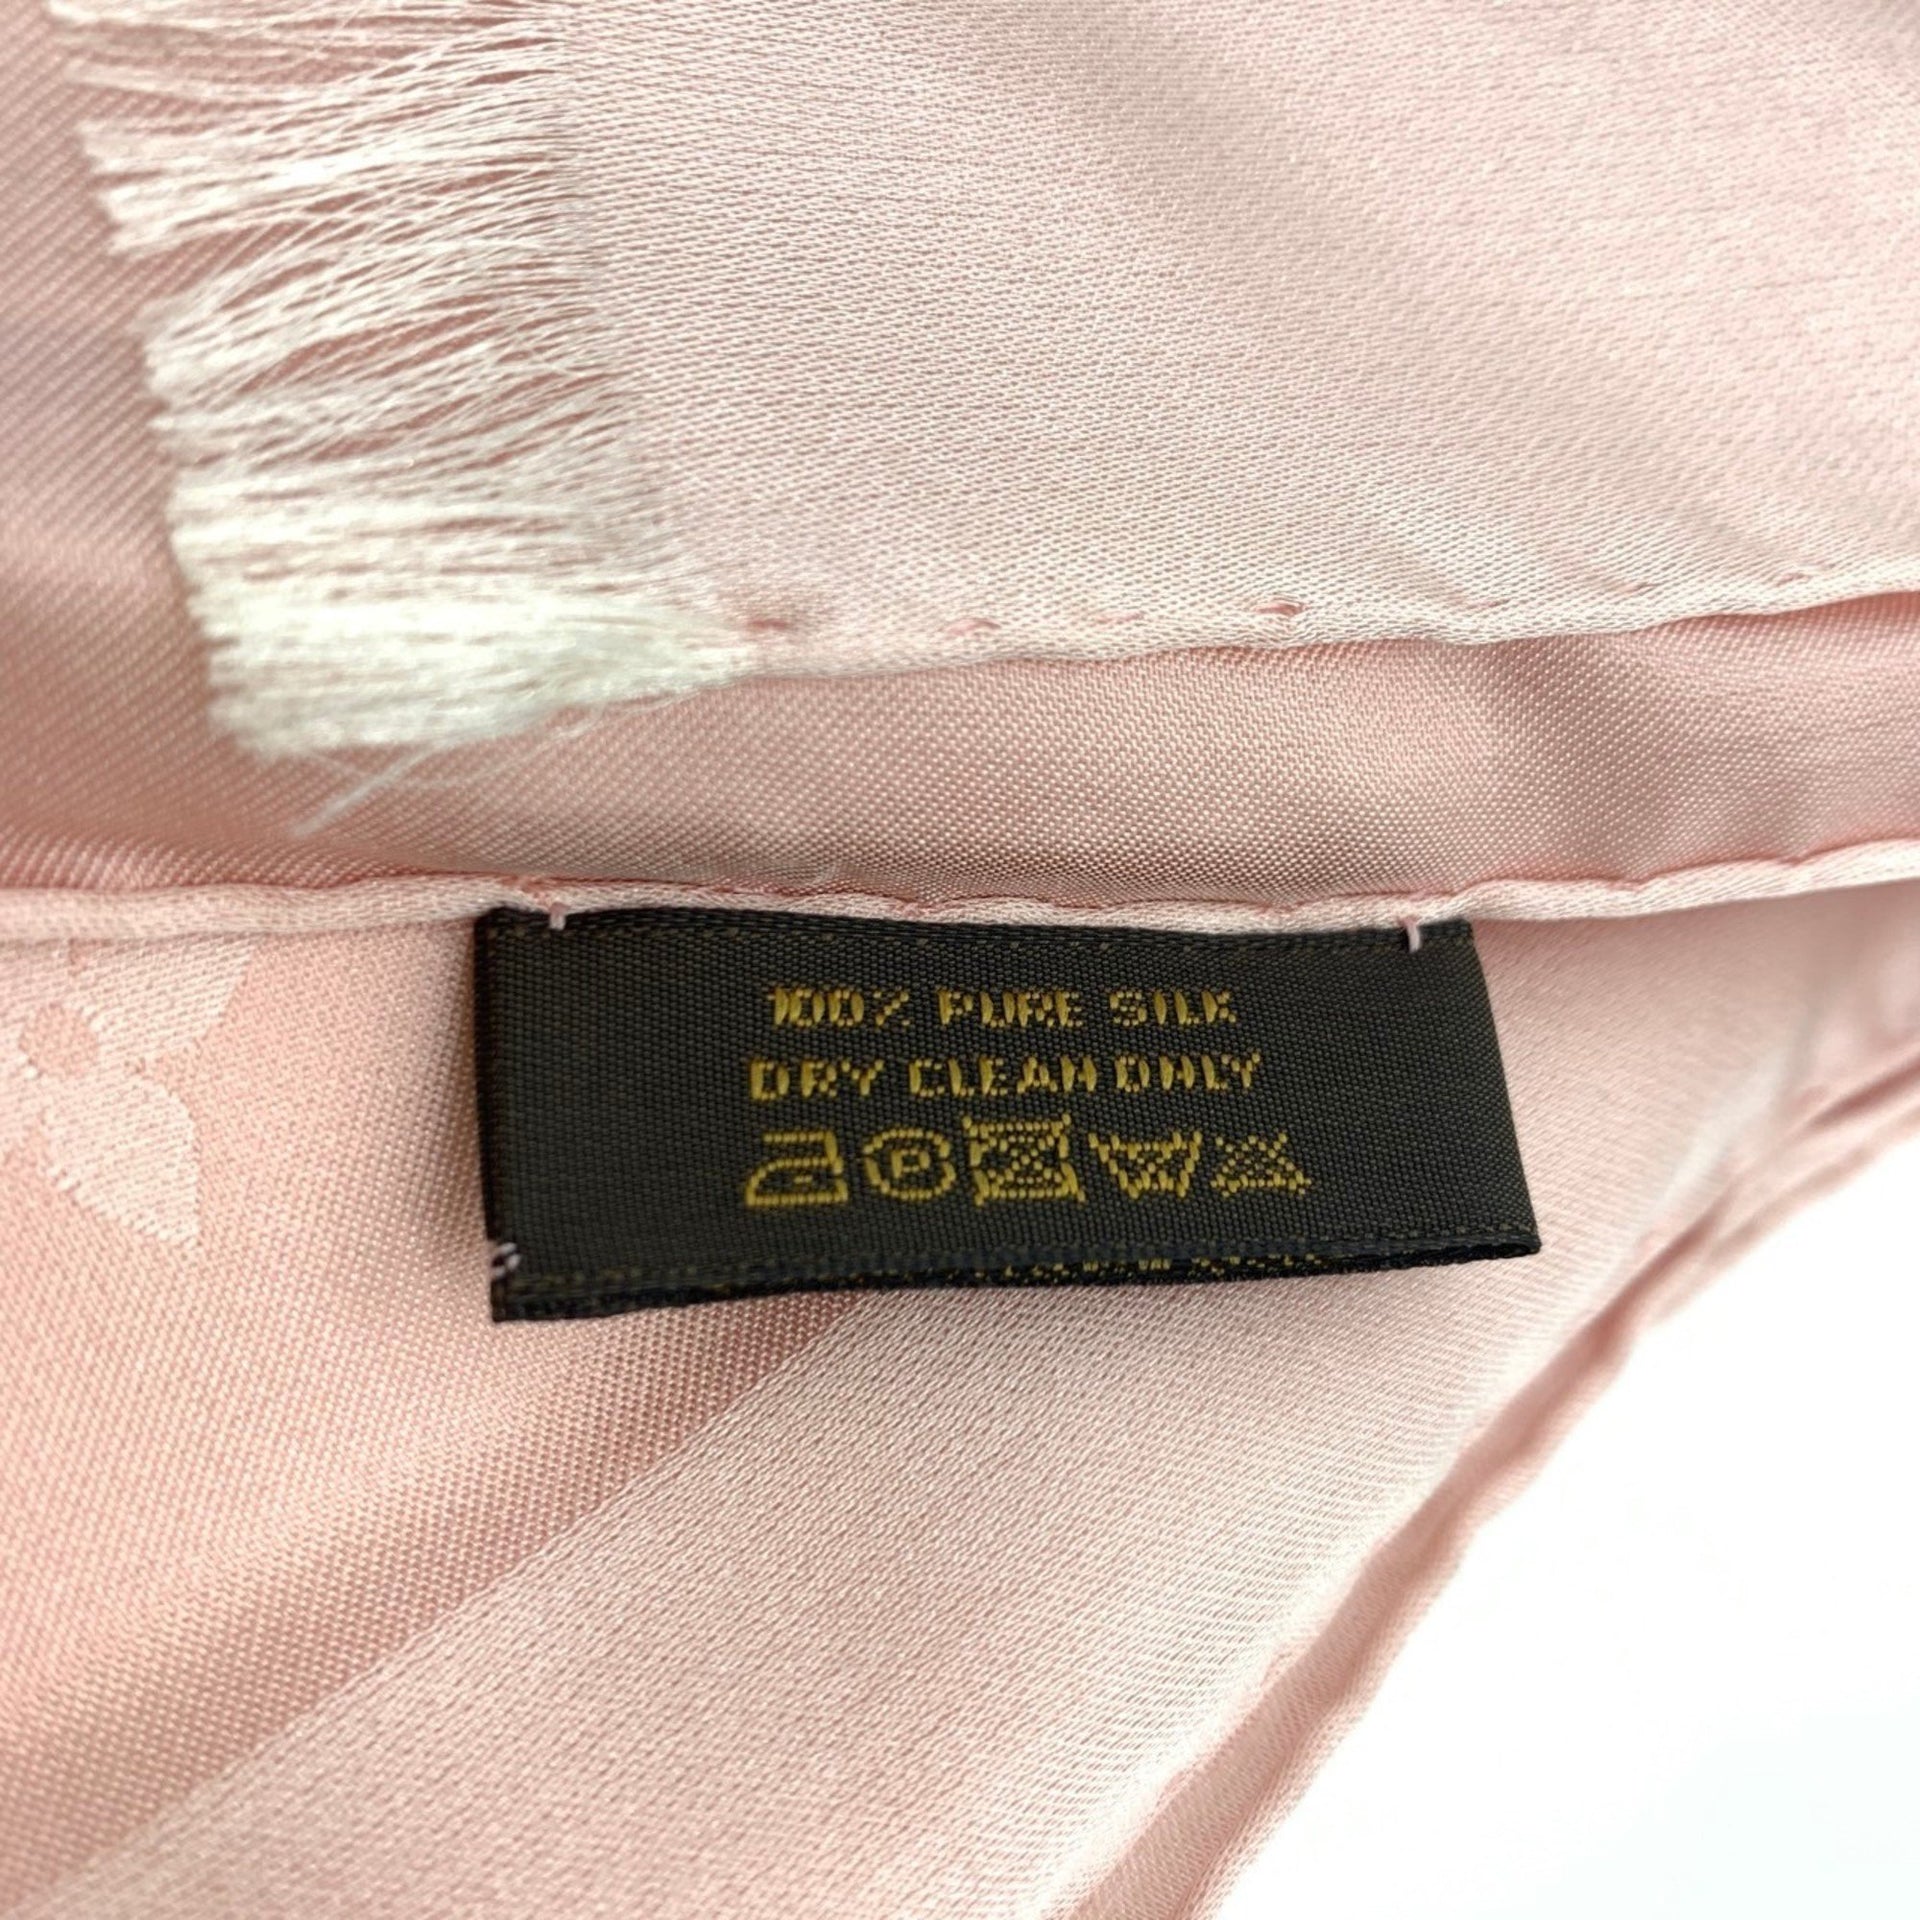 100% PURE SILK
DRY CLEAN ONLY
P